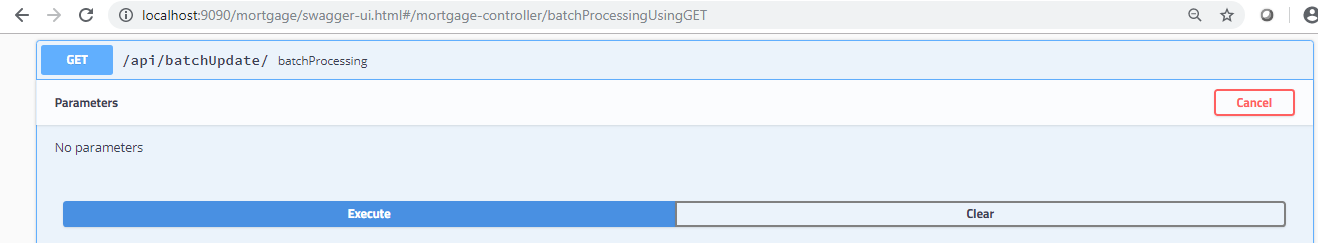 localhost:9090/mortgage/swagger-ui.html#/mortgage-controller/batchProcessingUsingGET
GET /api/batchUpdate/ batchProcessing
Parameters Cancel
No parameters
Execute Clear